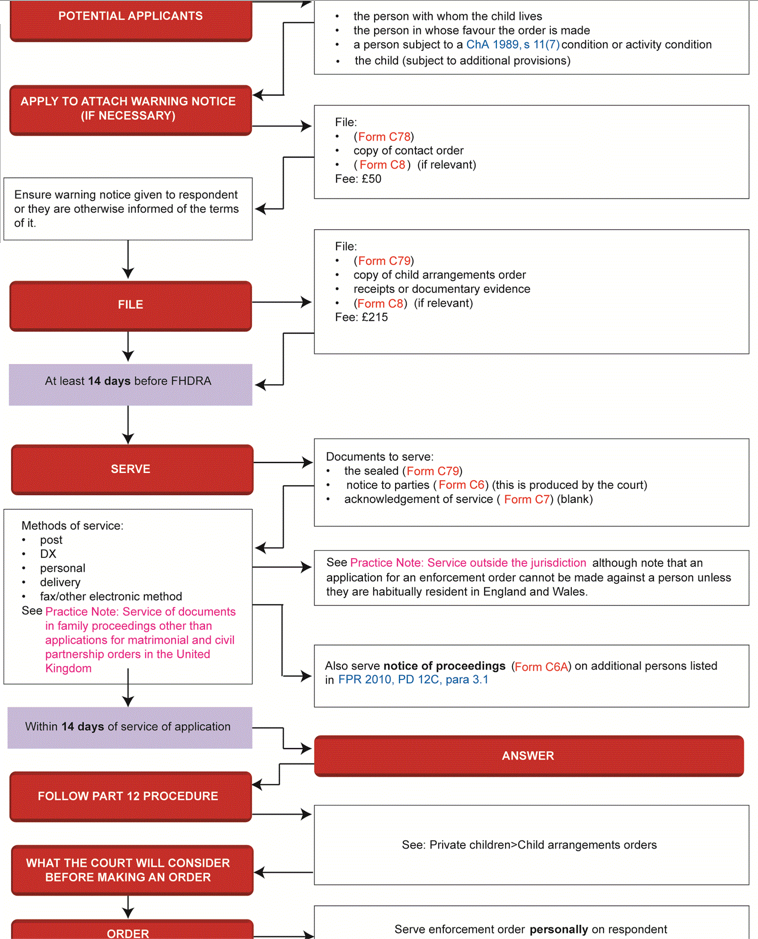 POTENTIAL APPLICANTS
• the person with whom the child lives
• the person in whose favour the order is made
• a person subject to a ChA 1989, s 11(7) condition or activity condition
• the child (subject to additional provisions)
APPLY TO ATTACH WARNING NOTICE
(IF NECESSARY)
File:
• (Form C78)
• copy of contact order
• (Form C8) (if relevant)
Fee: £50
Ensure warning notice given to respondent
or they are otherwise informed of the terms
of it.
FILE
File:
• (Form C79)
• copy of child arrangements order
• receipts or documentary evidence
• (Form C8) (if relevant)
Fee: £215
At least 14 days before FHDRA
SERVE
Documents to serve:
• the sealed (Form C79)
• notice to parties (Form C6) (this is produced by the court)
• acknowledgement of service ( Form C7) (blank)
Methods of service:
• post
• DX
• personal
• delivery
• fax/other electronic method
See Practice Note: Service of documents
in family proceedings other than
applications for matrimonial and civil
partnership orders in the United
Kingdom
See Practice Note: Service outside the jurisdiction although note that an
application for an enforcement order cannot be made against a person unless
they are habitually resident in England and Wales.
Also serve notice of proceedings (Form C6A) on additional persons listed
in FPR 2010, PD 12C, para 3.1
Within 14 days of service of application
ANSWER
FOLLOW PART 12 PROCEDURE
See: Private children>Child arrangements orders
WHAT THE COURT WILL CONSIDER
BEFORE MAKING AN ORDER
ORDER
Serve enforcement order personally on respondent